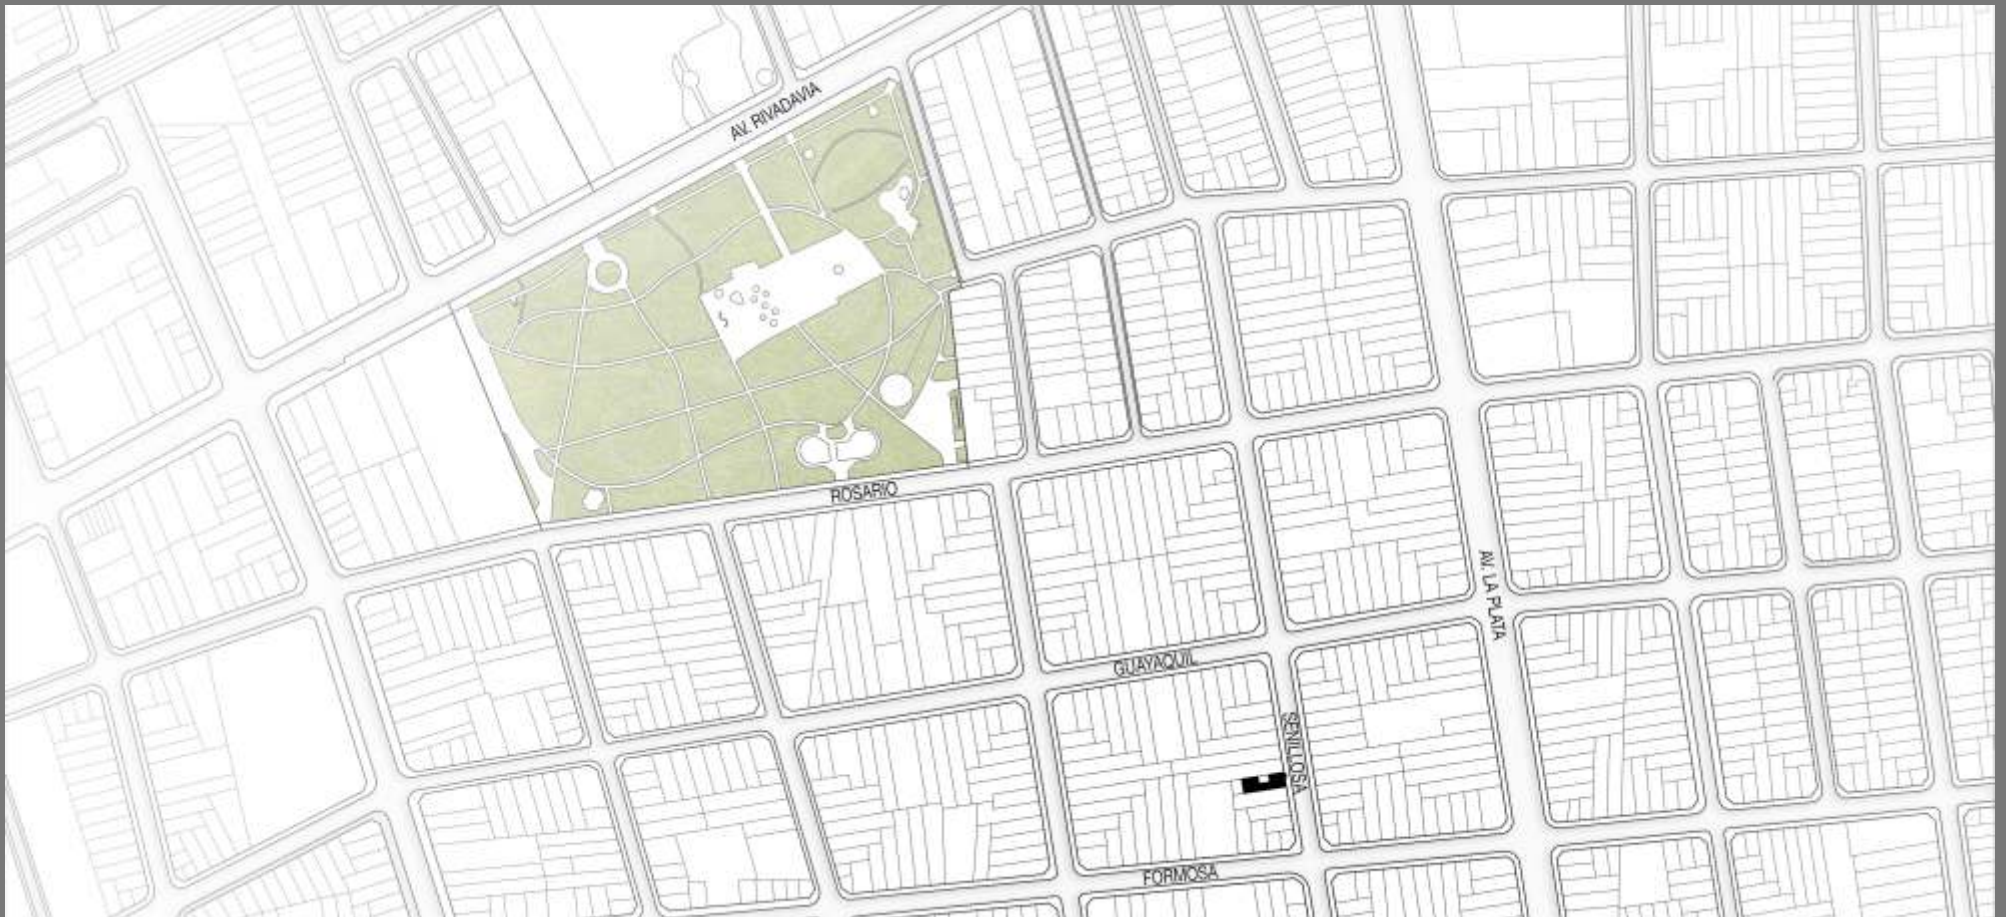 AV. RIVADAVIA
ROSARIO
AV. LA PLATA
GUAYAQUIL
SENILLOSA
FORMOSA